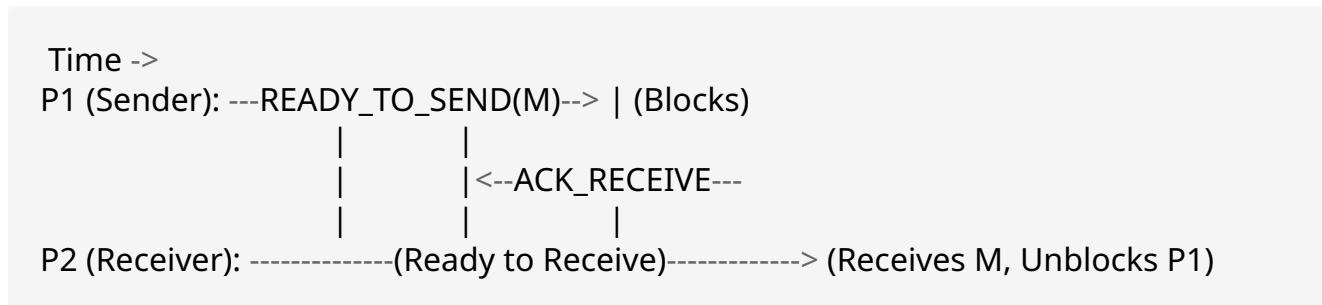 Time ->
P1 (Sender): ---READY_TO_SEND(M)--> | (Blocks)
| |
| |<--ACK_RECEIVE---
| | |
P2 (Receiver): --------------(Ready to Receive)-------------> (Receives M, Unblocks P1)